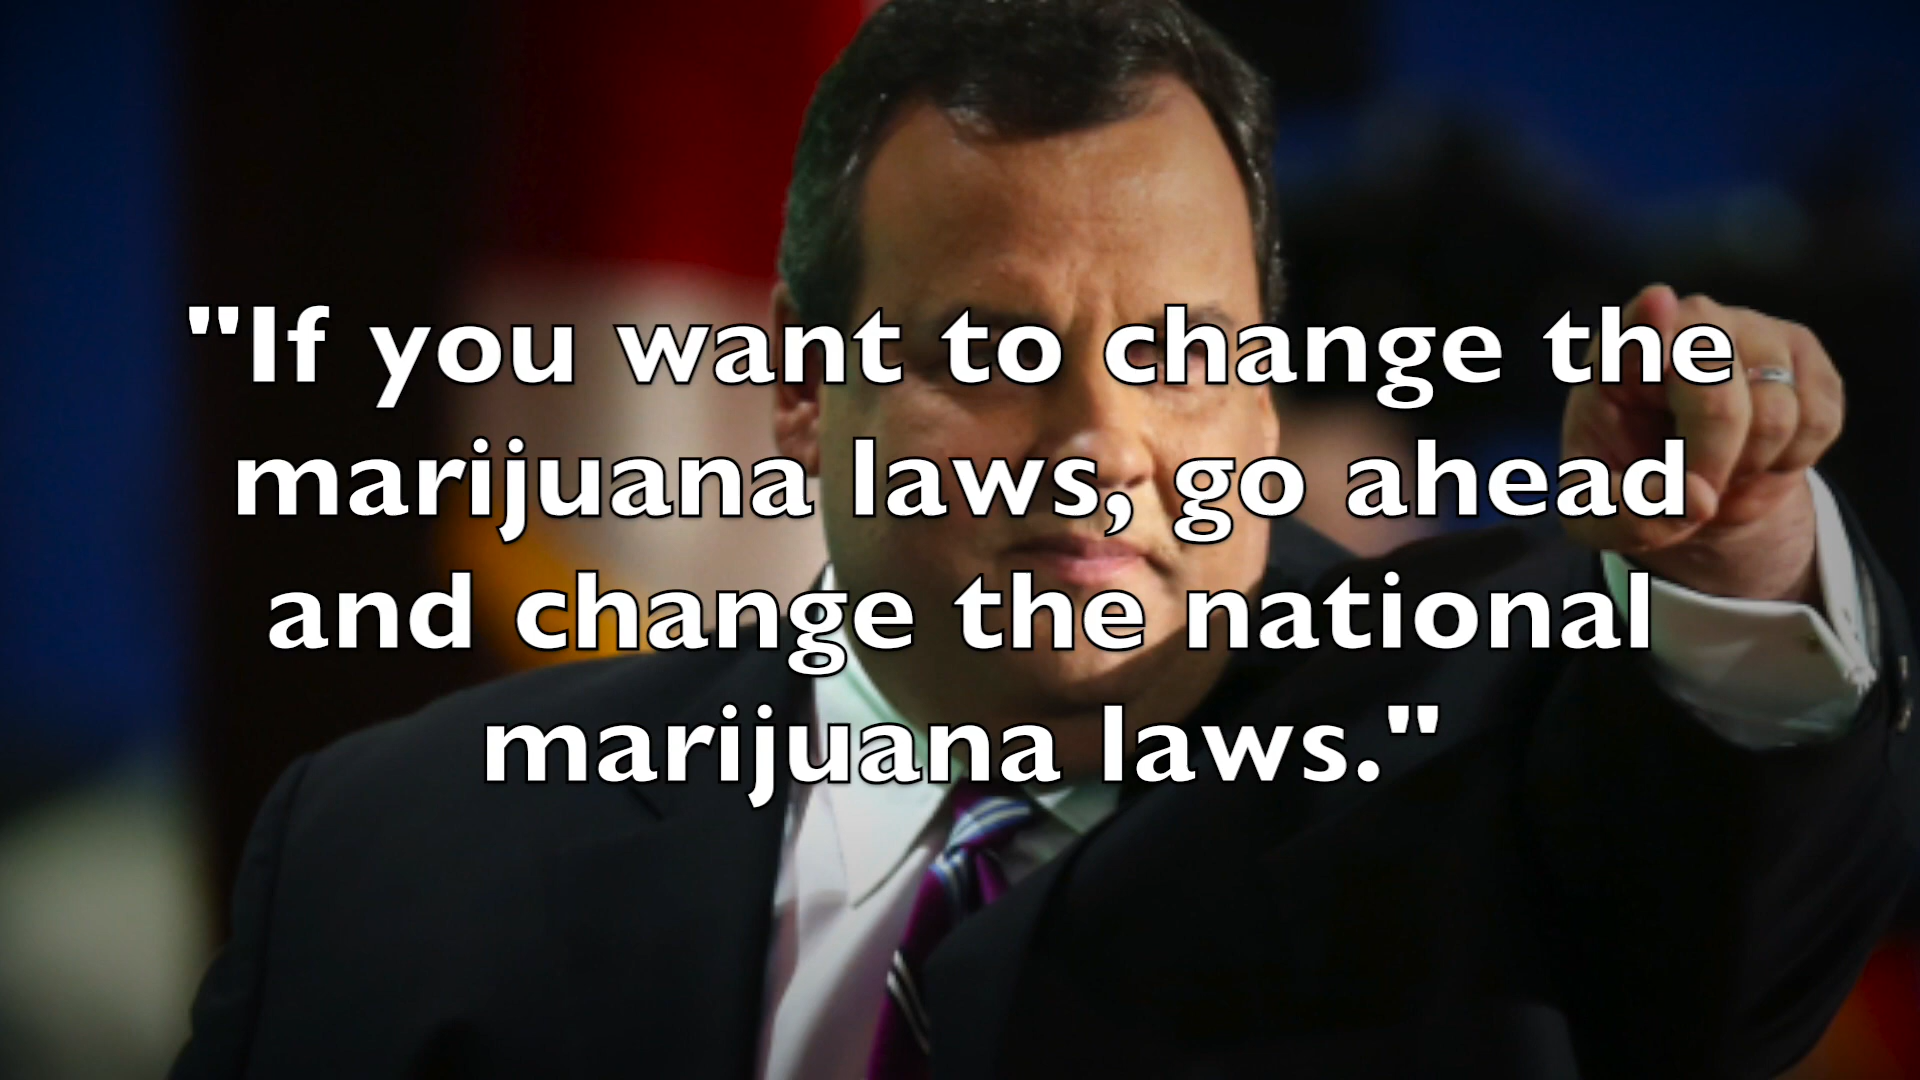 "If you want to change the
marijuana laws, go ahead
and change the national
marijuana laws."